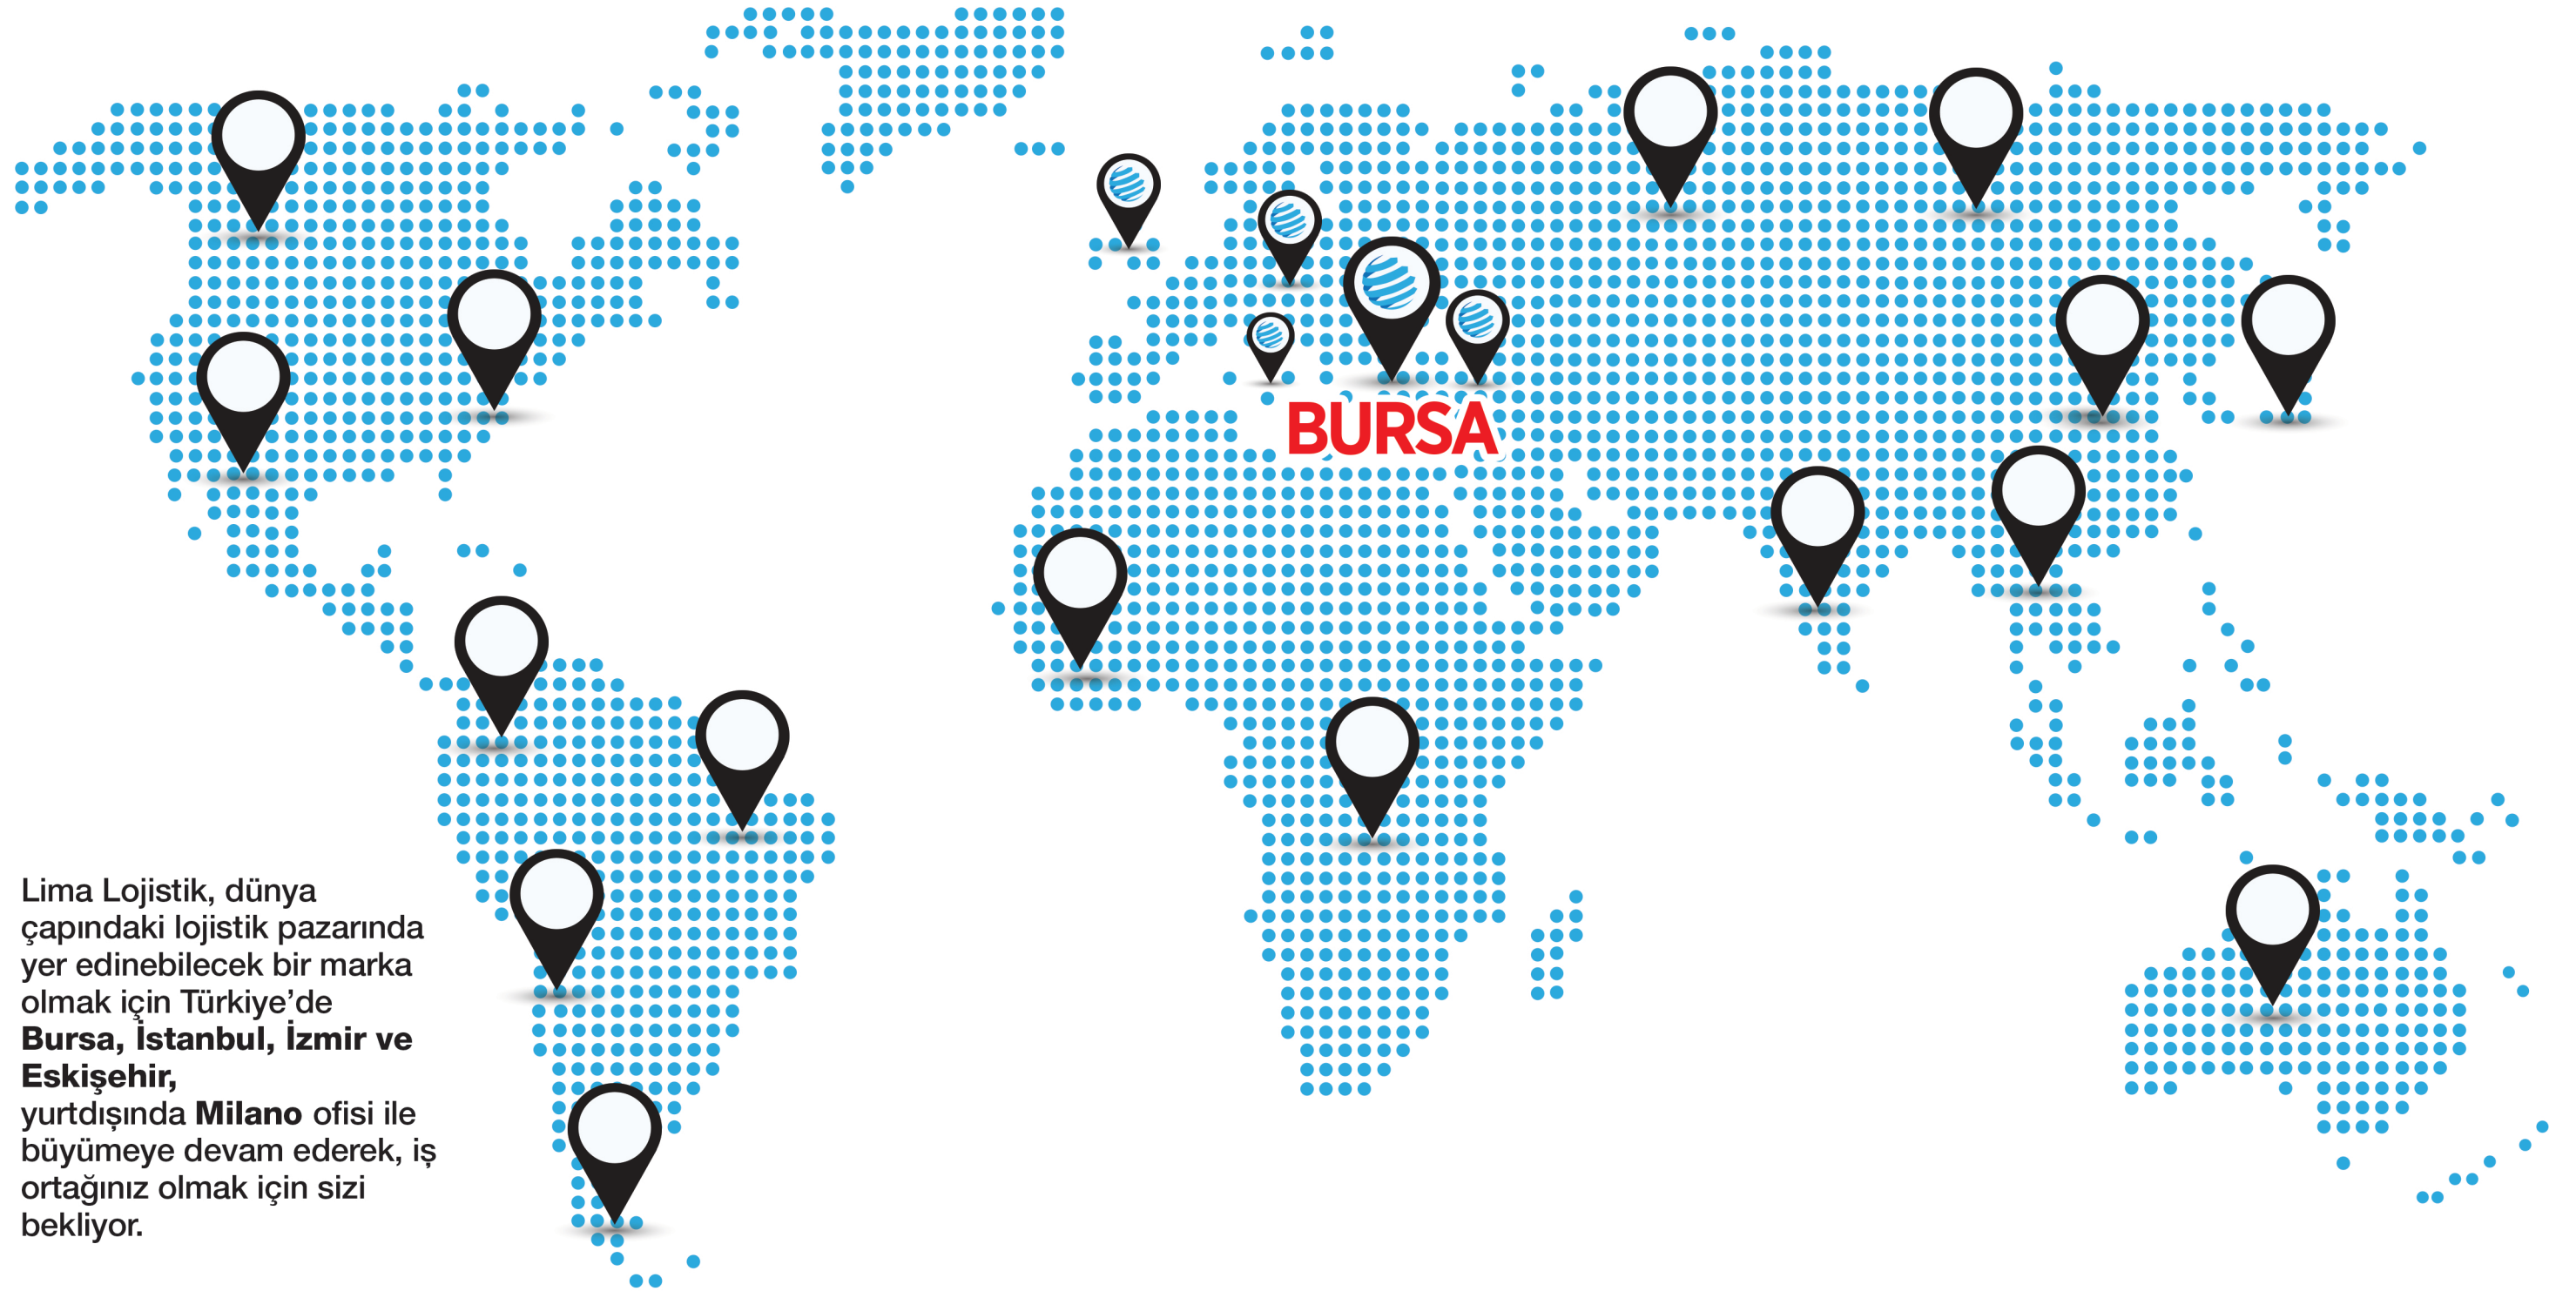 BURSA
Lima Lojistik, dünya
çapındaki lojistik pazarında
yer edinebilecek bir marka
olmak için Türkiye’de
Bursa, İstanbul, İzmir ve
Eskişehir,
yurtdışında Milano ofisi ile
büyümeye devam ederek, iş
ortağınız olmak için sizi
bekliyor.